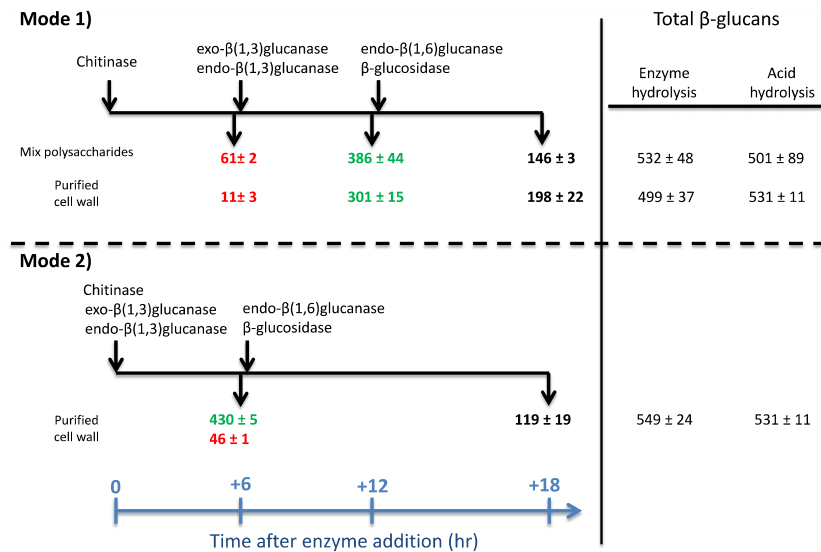 Mode 1)
Total β-glucans
Chitinase
exo-β(1,3)glucanase
endo-β(1,3)glucanase
endo-β(1,6)glucanase
β-glucosidase
Enzyme
hydrolysis
Acid
hydrolysis
Mix polysaccharides
61± 2
386 ± 44
146 ± 3
532 ± 48
501 ± 89
Purified
cell wall
11± 3
301 ± 15
198 ± 22
499 ± 37
531 ± 11
Mode 2)
Chitinase
exo-β(1,3)glucanase
endo-β(1,3)glucanase
endo-β(1,6)glucanase
β-glucosidase
Purified
cell wall
430 ± 5
46 ± 1
119 ± 19
549 ± 24
531 ± 11
0
+6
+12
+18
Time after enzyme addition (hr)